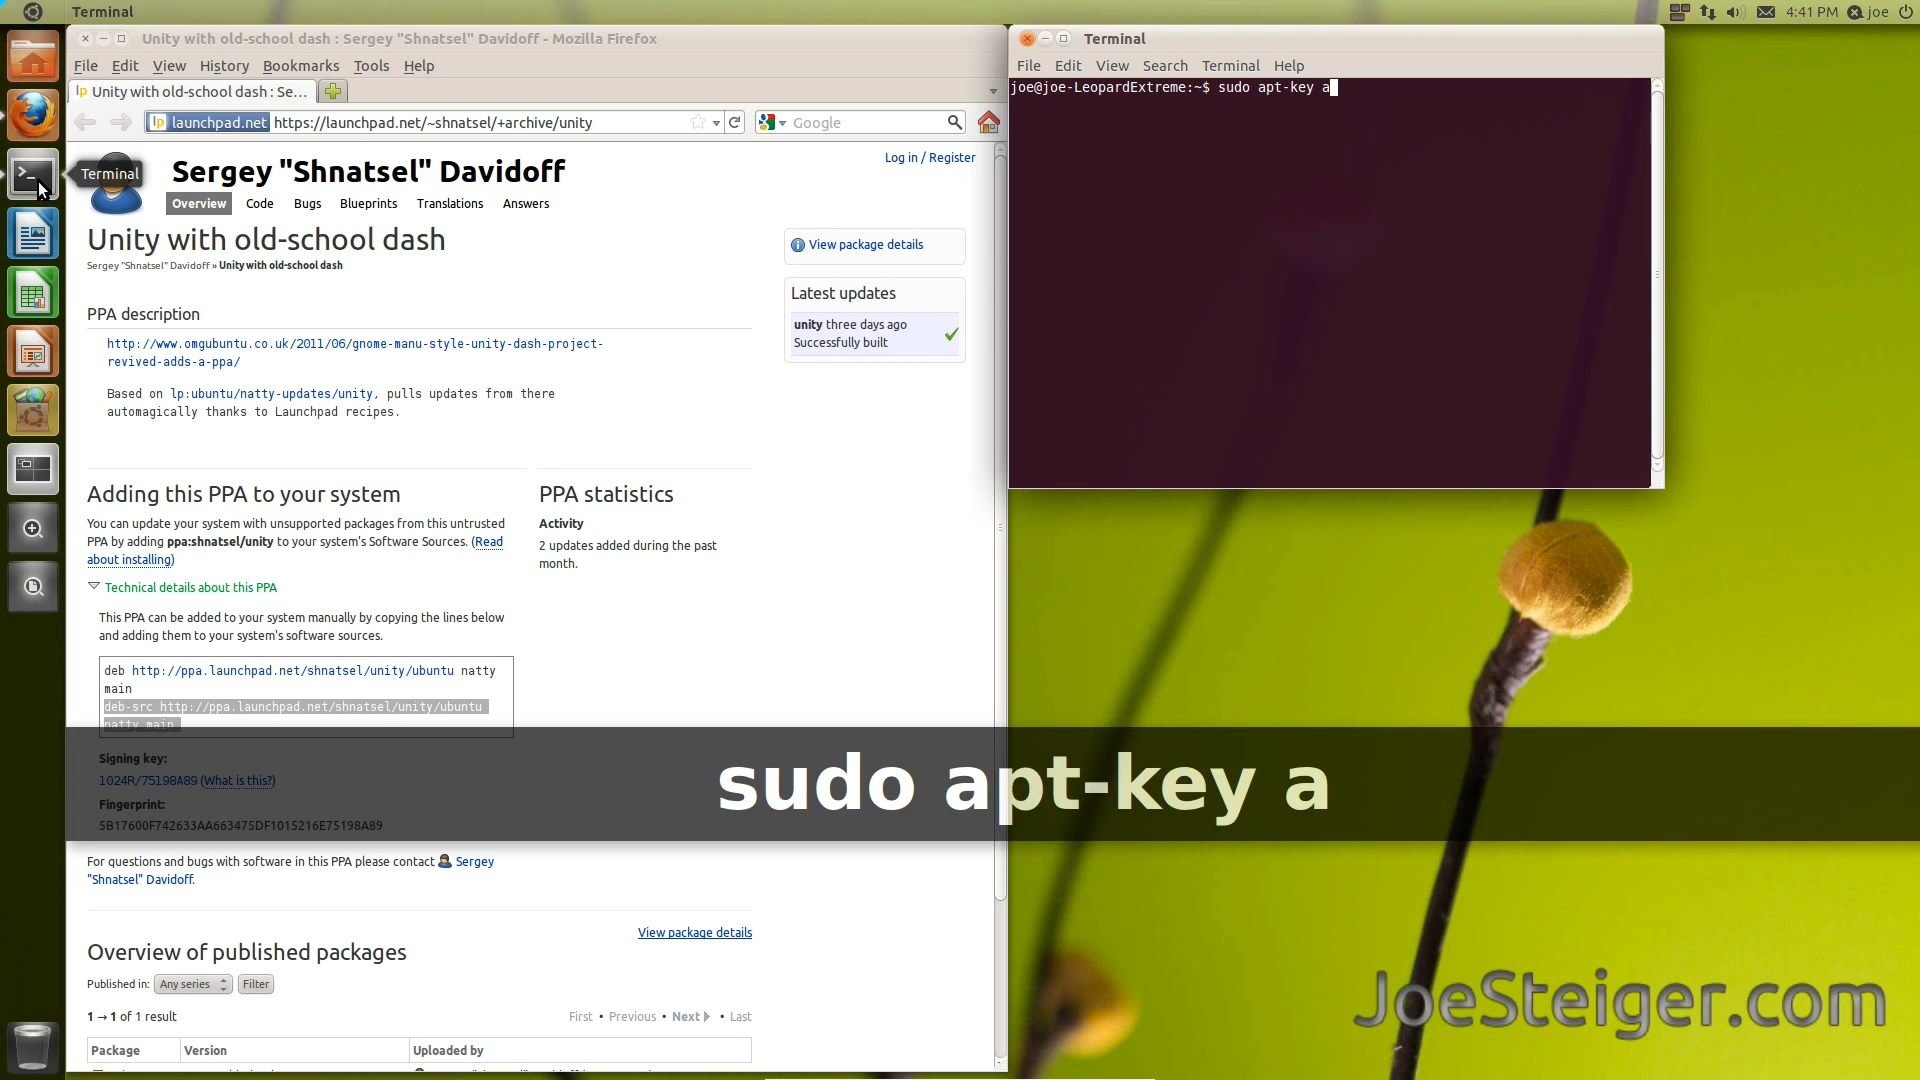 Terminal
4:41 PM joe
Unity with old-school dash : Sergey "Shnatsel" Davidoff - Mozilla Firefox
File Edit View History Bookmarks Tools Help
Unity with old-school dash : Se...
launchpad.net https://launchpad.net/~shnatsel/+archive/unity
Google
Terminal
Log in / Register
Sergey "Shnatsel" Davidoff
Overview Code Bugs Blueprints Translations Answers
Unity with old-school dash
Sergey "Shnatsel" Davidoff » Unity with old-school dash
View package details
Latest updates
unity three days ago
Successfully built
PPA description
http://www.omgubuntu.co.uk/2011/06/gnome-manu-style-unity-dash-project-
revived-adds-a-ppa/
Based on lp:ubuntu/natty-updates/unity, pulls updates from there
automagically thanks to Launchpad recipes.
Adding this PPA to your system
You can update your system with unsupported packages from this untrusted
PPA by adding ppa:shnatsel/unity to your system's Software Sources. (Read
about installing)
Technical details about this PPA
This PPA can be added to your system manually by copying the lines below
and adding them to your system's software sources.
deb http://ppa.launchpad.net/shnatsel/unity/ubuntu natty
main
deb-src http://ppa.launchpad.net/shnatsel/unity/ubuntu
natty main
Signing key:
1024R/75198A89 (What is this?)
Fingerprint:
5B17600F742633AA663475DF1015216E75198A89
PPA statistics
Activity
2 updates added during the past
month.
For questions and bugs with software in this PPA please contact Sergey
"Shnatsel" Davidoff.
View package details
Overview of published packages
Published in: Any series Filter
1 → 1 of 1 result
First • Previous • Next • Last
Package Version Uploaded by
Terminal
File Edit View Search Terminal Help
joe@joe-LeopardExtreme:~$ sudo apt-key a
sudo apt-key a
JoeSteiger.com